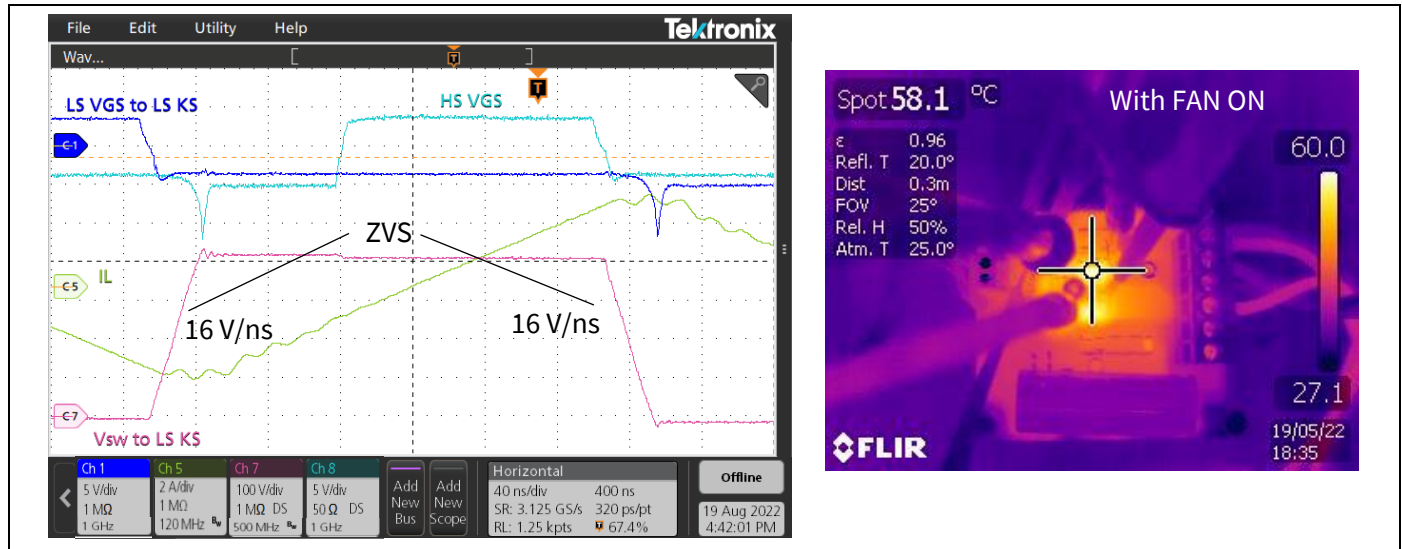 File Edit Utility Help
Tektronix
Wav...
[ T ]
T
LS VGS to LS KS
HS VGS
C1
ZVS
C5 IL
16 V/ns
16 V/ns
C7
Vsw to LS KS
Ch 1
5 V/div
1 MΩ
1 GHz
Ch 5
2 A/div
1 MΩ
120 MHz Bw
Ch 7
100 V/div
1 MΩ DS
500 MHz Bw
Ch 8
5 V/div
50 Ω DS
1 GHz
Add
New
Bus
Add
New
Scope
Horizontal
40 ns/div 400 ns
SR: 3.125 GS/s 320 ps/pt
RL: 1.25 kpts T 67.4%
Offline
19 Aug 2022
4:42:01 PM
Spot 58.1 °C
With FAN ON
ε 0.96
Refl. T 20.0°
Dist 0.3m
FOV 25°
Rel. H 50%
Atm. T 25.0°
60.0
27.1
19/05/22
18:35
FLIR